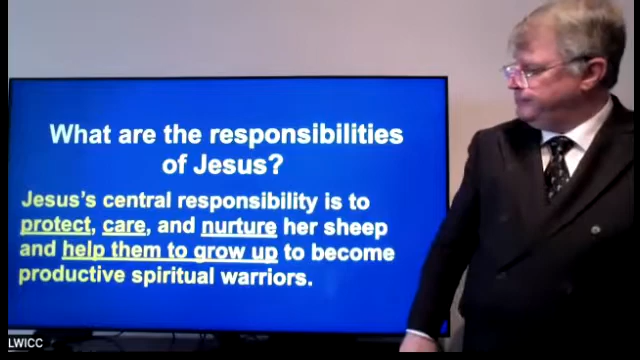 What are the responsibilities
of Jesus?
Jesus's central responsibility is to
protect, care, and nurture her sheep
and help them to grow up to become
productive spiritual warriors.
LWICC